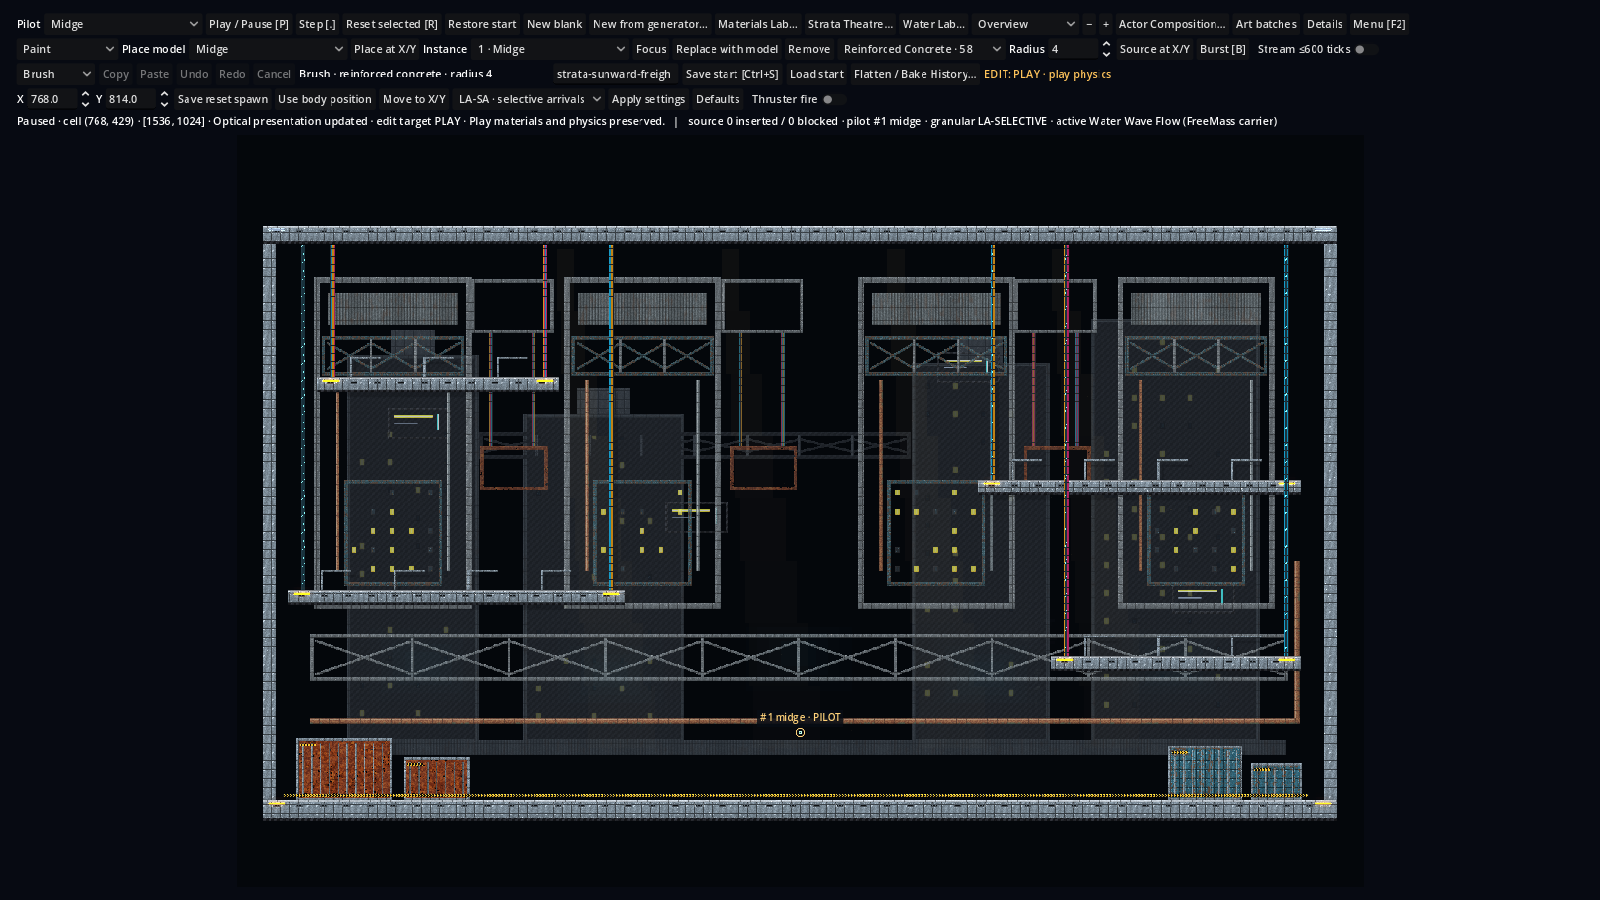 Pilot Midge Play / Pause [P] Step [.] Reset selected [R] Restore start New blank New from generator... Materials Lab... Strata Theatre... Water Lab... Overview − + Actor Composition... Art batches Details Menu [F2]
Paint Place model Midge Place at X/Y Instance 1 · Midge Focus Replace with model Remove Reinforced Concrete · 58 Radius 4 Source at X/Y Burst [B] Stream ≤600 ticks
Brush Copy Paste Undo Redo Cancel Brush · reinforced concrete · radius 4 strata-sunward-freigh Save start [Ctrl+S] Load start Flatten / Bake History... EDIT: PLAY · play physics
X 768.0 Y 814.0 Save reset spawn Use body position Move to X/Y LA-SA · selective arrivals Apply settings Defaults Thruster fire
Paused · cell (768, 429) · [1536, 1024] · Optical presentation updated · edit target PLAY · Play materials and physics preserved. | source 0 inserted / 0 blocked · pilot #1 midge · granular LA-SELECTIVE · active Water Wave Flow (FreeMass carrier)
#1 midge · PILOT